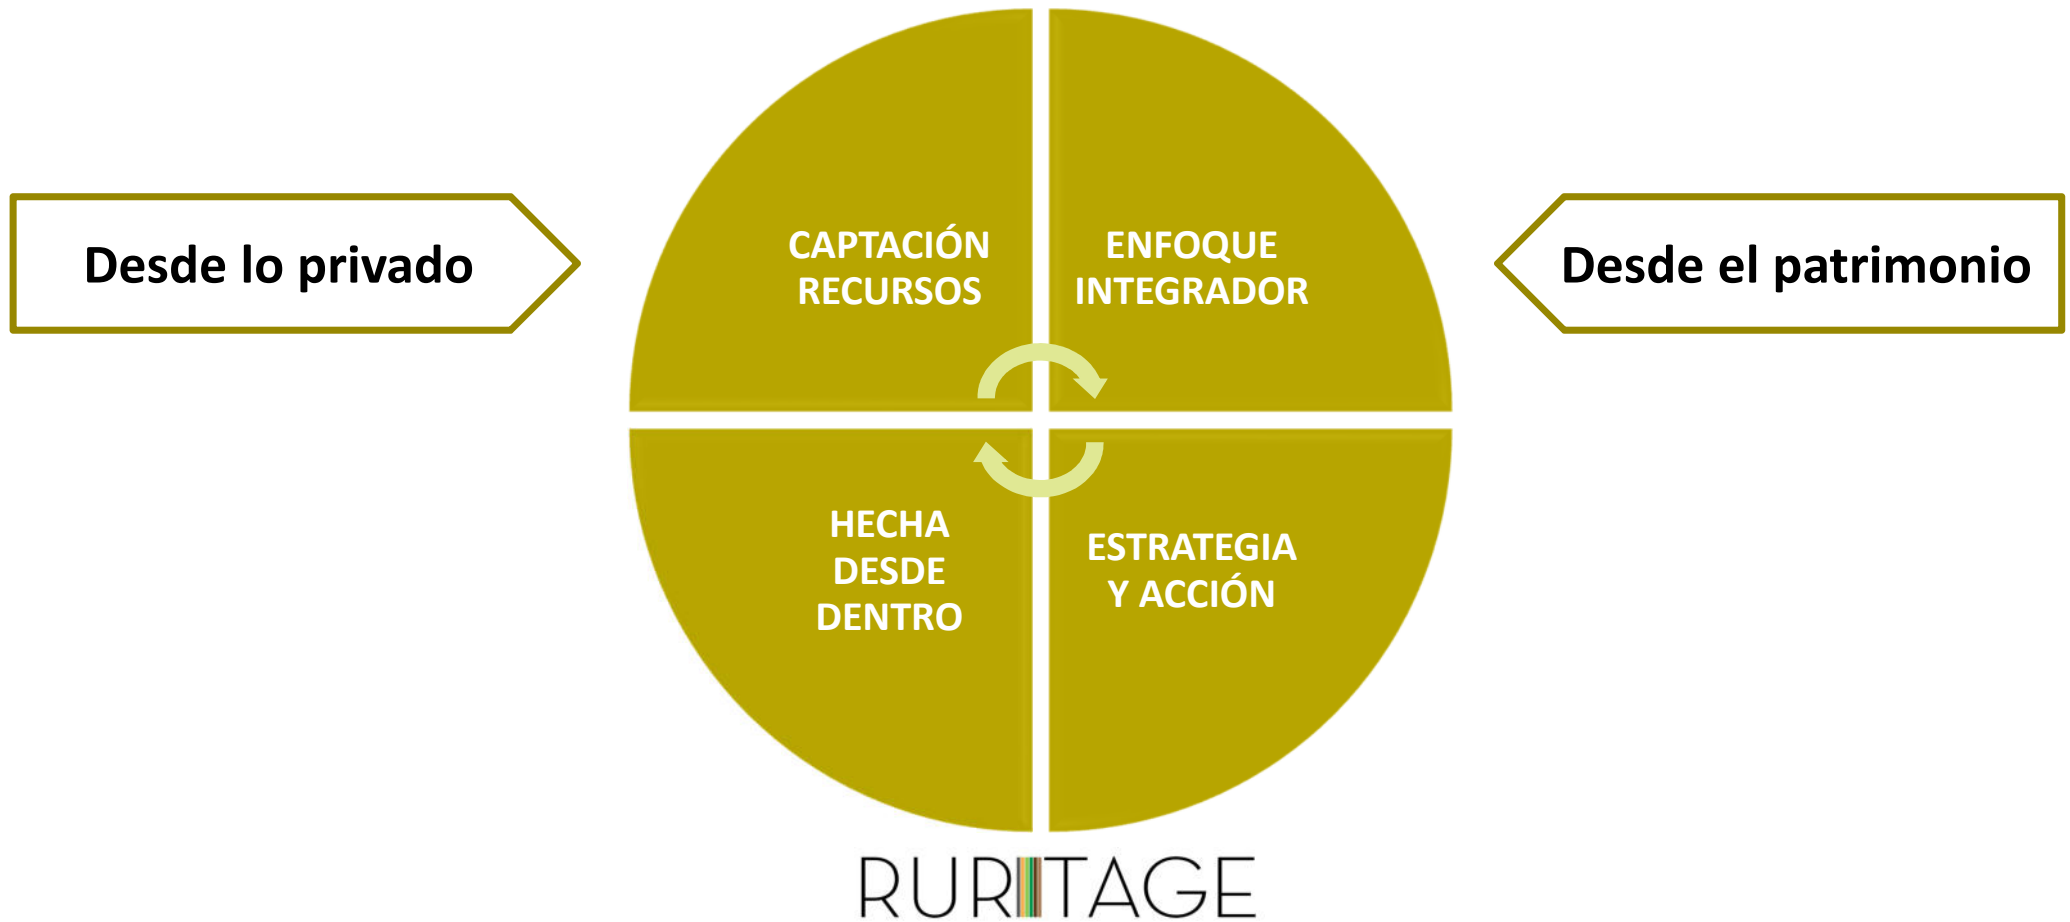 Desde lo privado
CAPTACIÓN
RECURSOS
ENFOQUE
INTEGRADOR
Desde el patrimonio
HECHA
DESDE
DENTRO
ESTRATEGIA
Y ACCIÓN
RURITAGE